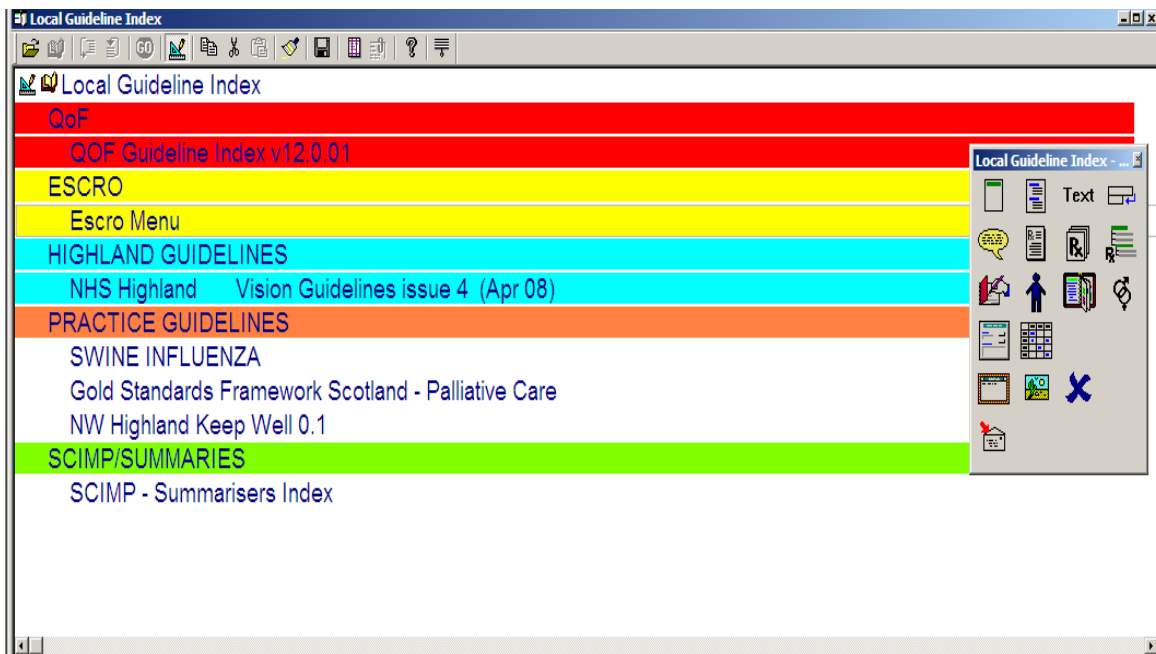 Local Guideline Index
GO
Local Guideline Index
QoF
QOF Guideline Index v12.0.01
ESCRO
Escro Menu
HIGHLAND GUIDELINES
NHS Highland Vision Guidelines issue 4 (Apr 08)
PRACTICE GUIDELINES
SWINE INFLUENZA
Gold Standards Framework Scotland - Palliative Care
NW Highland Keep Well 0.1
SCIMP/SUMMARIES
SCIMP - Summarisers Index
Local Guideline Index - ...
Text